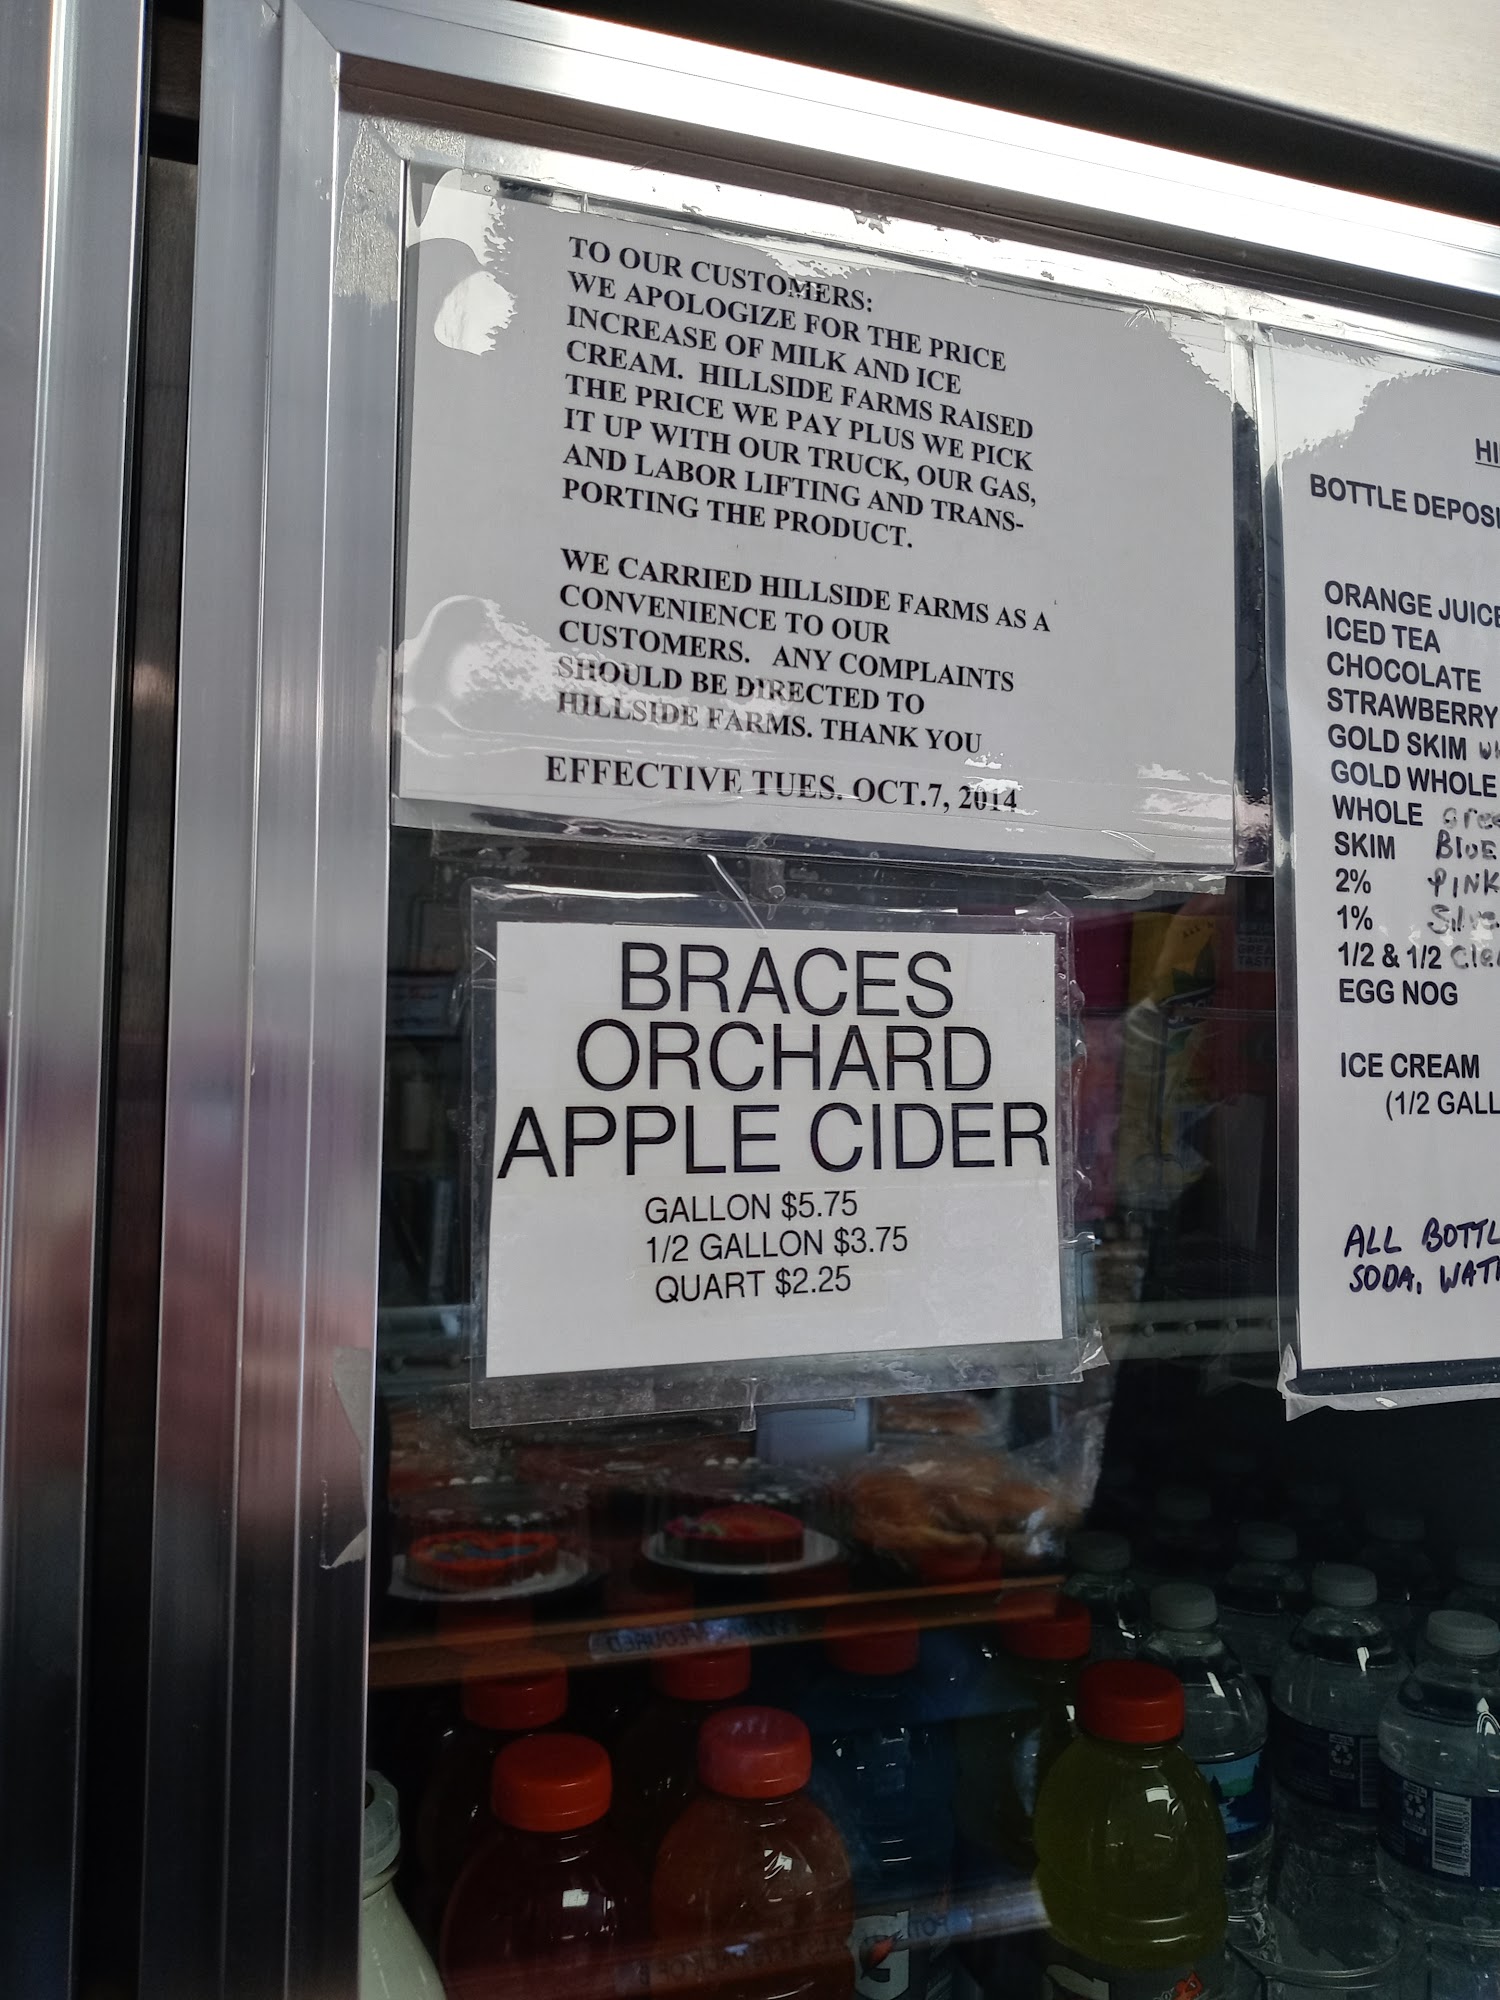 TO OUR CUSTOMERS:
WE APOLOGIZE FOR THE PRICE
INCREASE OF MILK AND ICE
CREAM. HILLSIDE FARMS RAISED
THE PRICE WE PAY PLUS WE PICK
IT UP WITH OUR TRUCK, OUR GAS,
AND LABOR LIFTING AND TRANS-
PORTING THE PRODUCT.
WE CARRIED HILLSIDE FARMS AS A
CONVENIENCE TO OUR
CUSTOMERS. ANY COMPLAINTS
SHOULD BE DIRECTED TO
HILLSIDE FARMS. THANK YOU
EFFECTIVE TUES. OCT.7, 2014
BRACES
ORCHARD
APPLE CIDER
GALLON $5.75
1/2 GALLON $3.75
QUART $2.25
HI
BOTTLE DEPOSI
ORANGE JUICE
ICED TEA
CHOCOLATE
STRAWBERRY
GOLD SKIM
GOLD WHOLE
WHOLE Gree
SKIM BLUE
2% PINK
1% Silve
1/2 & 1/2 Clea
EGG NOG
ICE CREAM
(1/2 GALL
ALL BOTTL
SODA, WAT